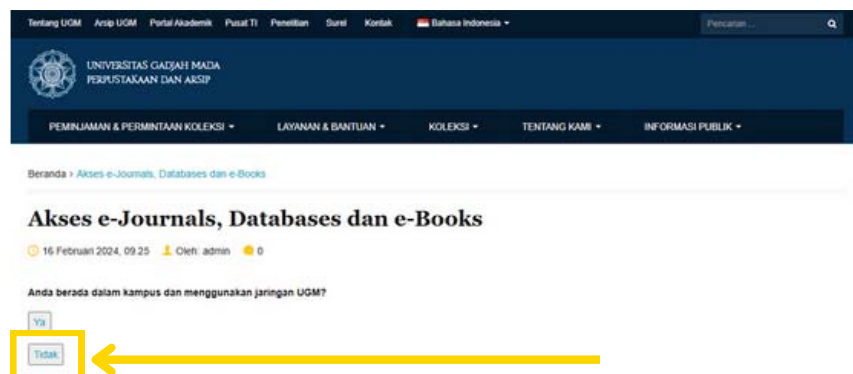 Tentang UGM Arsip UGM Portal Akademik Pusat TI Penelitian Surel Kontak Bahasa Indonesia Pencarian ...
UNIVERSITAS GADJAH MADA
PERPUSTAKAAN DAN ARSIP
PEMINJAMAN & PERMINTAAN KOLEKSI LAYANAN & BANTUAN KOLEKSI TENTANG KAMI INFORMASI PUBLIK
Beranda › Akses e-Journals, Databases dan e-Books
Akses e-Journals, Databases dan e-Books
16 Februari 2024, 09.25 Oleh: admin 0
Anda berada dalam kampus dan menggunakan jaringan UGM?
Ya
Tidak